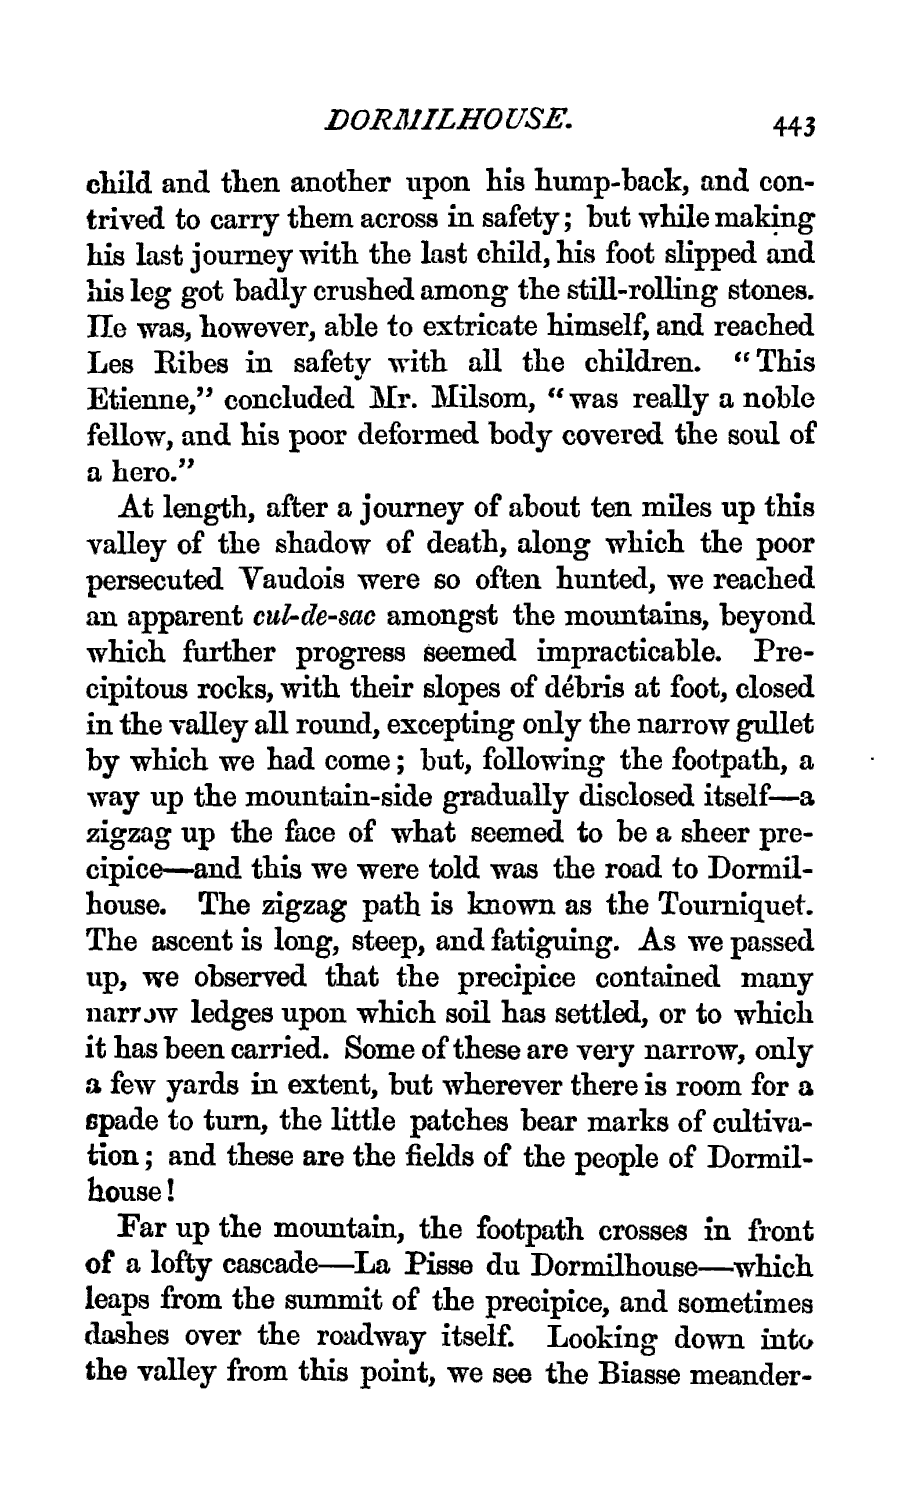 DORMILHOUSE. 443
child and then another upon his hump-back, and con-
trived to carry them across in safety; but while making
his last journey with the last child, his foot slipped and
his leg got badly crushed among the still-rolling stones.
He was, however, able to extricate himself, and reached
Les Ribes in safety with all the children. “This
Etienne,” concluded Mr. Milsom, “was really a noble
fellow, and his poor deformed body covered the soul of
a hero.”
At length, after a journey of about ten miles up this
valley of the shadow of death, along which the poor
persecuted Vaudois were so often hunted, we reached
an apparent cul-de-sac amongst the mountains, beyond
which further progress seemed impracticable. Pre-
cipitous rocks, with their slopes of débris at foot, closed
in the valley all round, excepting only the narrow gullet
by which we had come; but, following the footpath, a
way up the mountain-side gradually disclosed itself—a
zigzag up the face of what seemed to be a sheer pre-
cipice—and this we were told was the road to Dormil-
house. The zigzag path is known as the Tourniquet.
The ascent is long, steep, and fatiguing. As we passed
up, we observed that the precipice contained many
narrow ledges upon which soil has settled, or to which
it has been carried. Some of these are very narrow, only
a few yards in extent, but wherever there is room for a
spade to turn, the little patches bear marks of cultiva-
tion; and these are the fields of the people of Dormil-
house!
Far up the mountain, the footpath crosses in front
of a lofty cascade—La Pisse du Dormilhouse—which
leaps from the summit of the precipice, and sometimes
dashes over the roadway itself. Looking down into
the valley from this point, we see the Biasse meander-